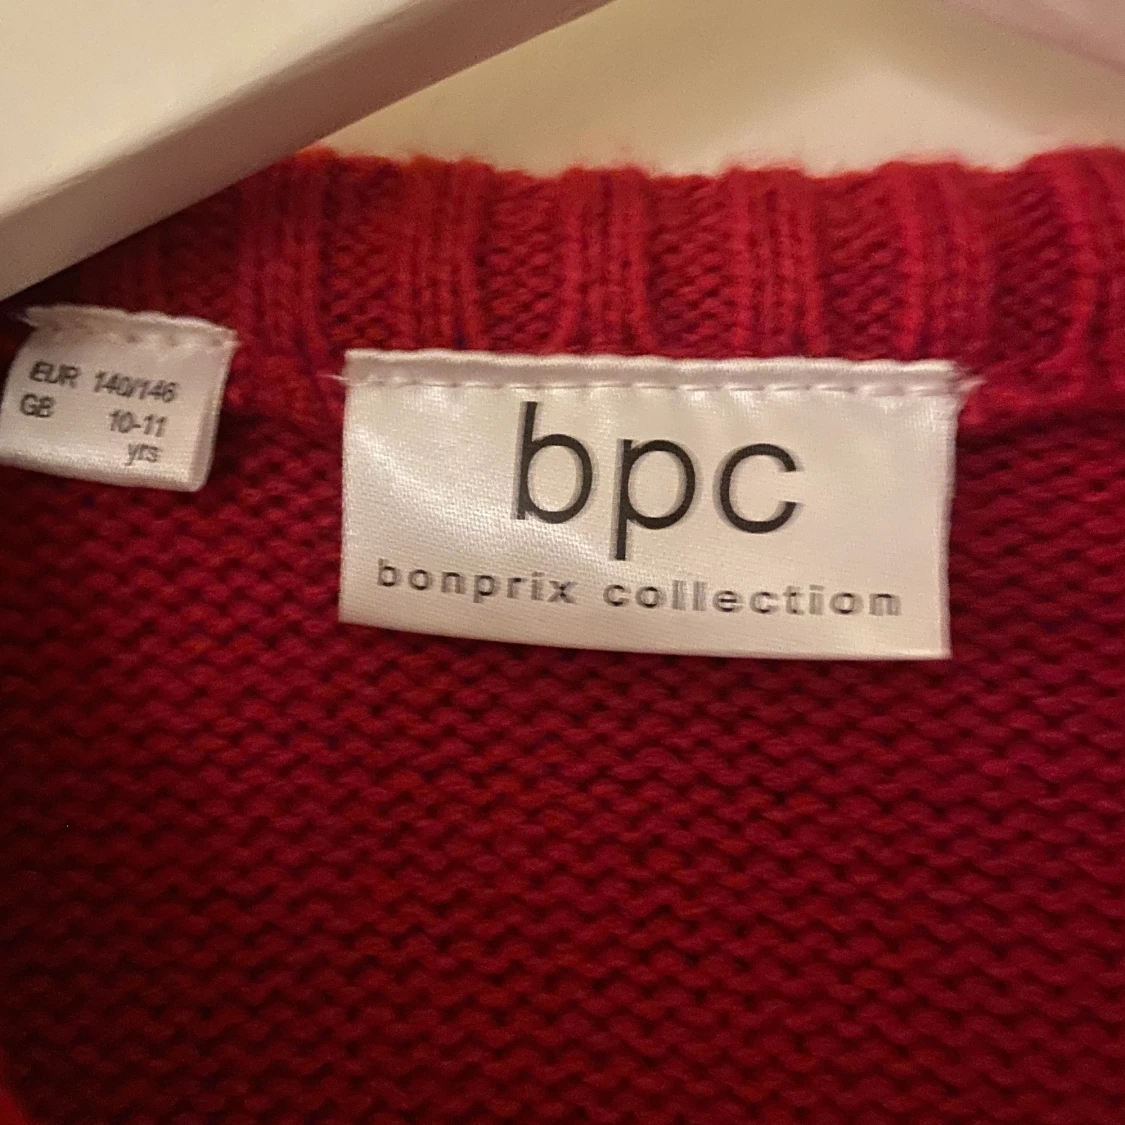 EUR 140/146
GB 10-11
yrs
bpc
bonprix collection